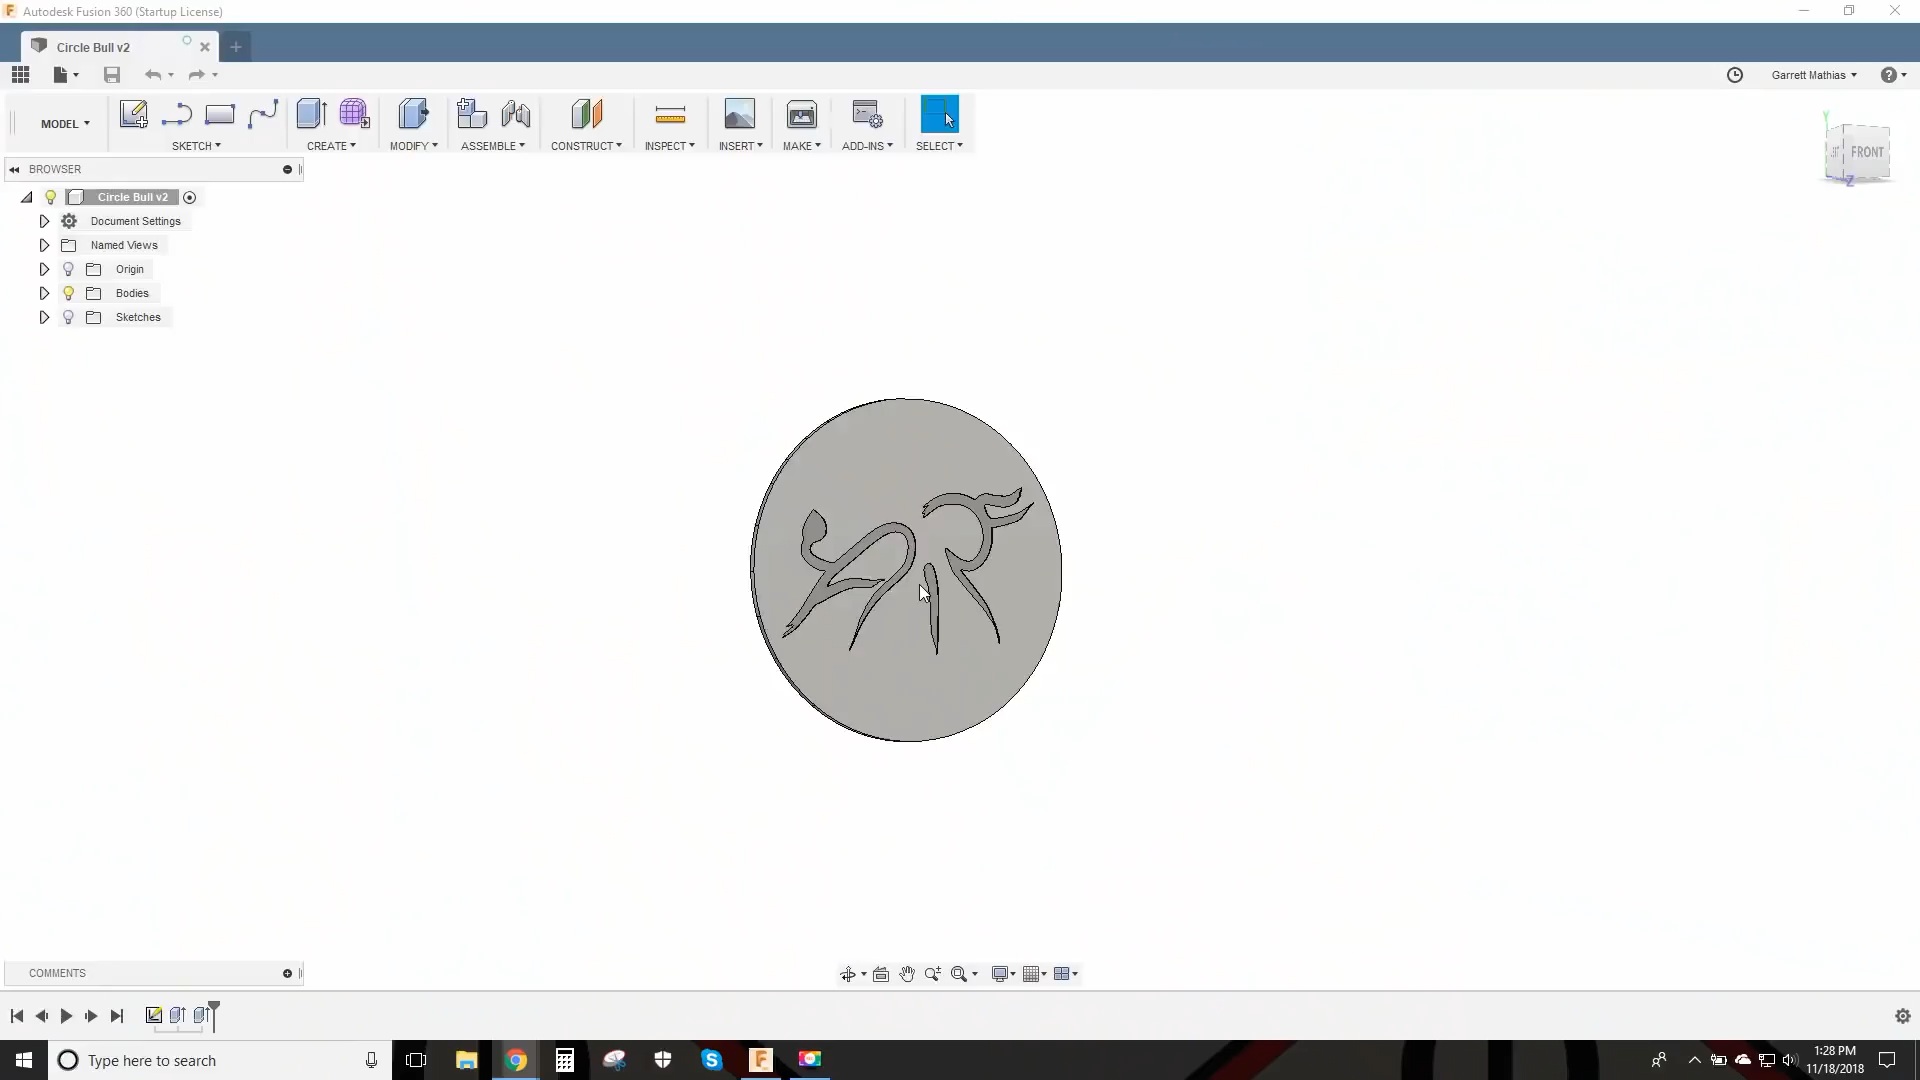 Autodesk Fusion 360 (Startup License)
Circle Bull v2
Garrett Mathias
MODEL
SKETCH
CREATE
MODIFY
ASSEMBLE
CONSTRUCT
INSPECT
INSERT
MAKE
ADD-INS
SELECT
Y
FRONT
Z
BROWSER
Circle Bull v2
Document Settings
Named Views
Origin
Bodies
Sketches
COMMENTS
Type here to search
1:28 PM
11/18/2018